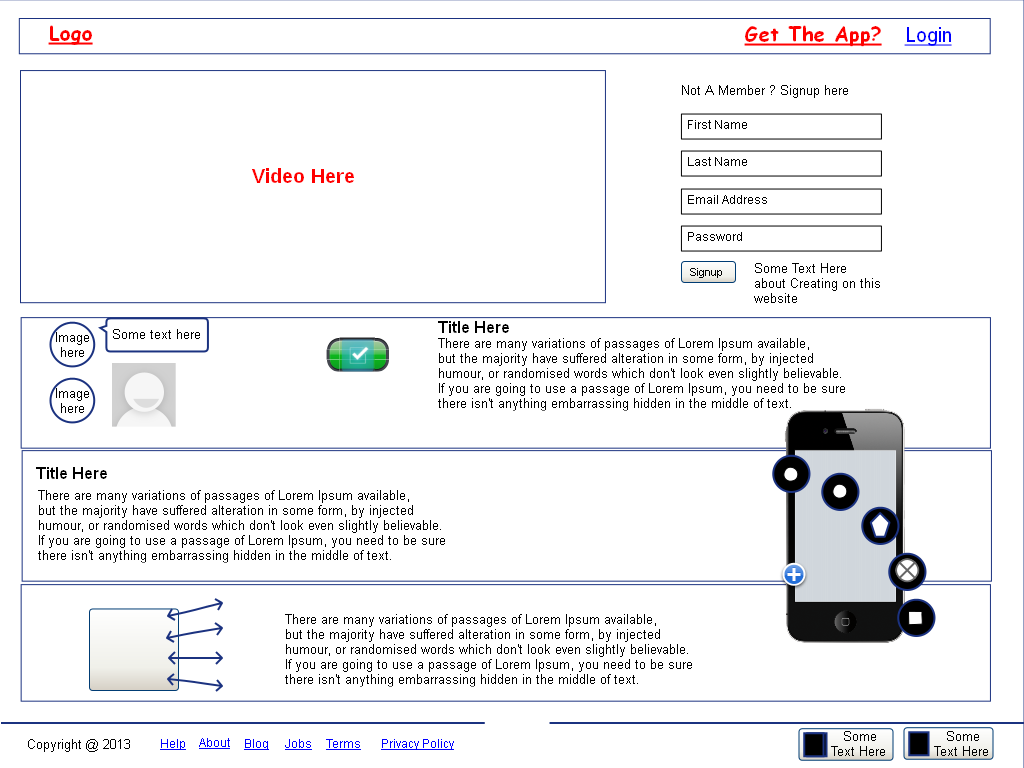 Logo
Get The App?
Login
Video Here
Not A Member ? Signup here
First Name
Last Name
Email Address
Password
Signup
Some Text Here
about Creating on this
website
Image
here
Some text here
Image
here
Title Here
There are many variations of passages of Lorem Ipsum available,
but the majority have suffered alteration in some form, by injected
humour, or randomised words which don't look even slightly believable.
If you are going to use a passage of Lorem Ipsum, you need to be sure
there isn't anything embarrassing hidden in the middle of text.
Title Here
There are many variations of passages of Lorem Ipsum available,
but the majority have suffered alteration in some form, by injected
humour, or randomised words which don't look even slightly believable.
If you are going to use a passage of Lorem Ipsum, you need to be sure
there isn't anything embarrassing hidden in the middle of text.
There are many variations of passages of Lorem Ipsum available,
but the majority have suffered alteration in some form, by injected
humour, or randomised words which don't look even slightly believable.
If you are going to use a passage of Lorem Ipsum, you need to be sure
there isn't anything embarrassing hidden in the middle of text.
Copyright @ 2013
Help
About
Blog
Jobs
Terms
Privacy Policy
Some
Text Here
Some
Text Here